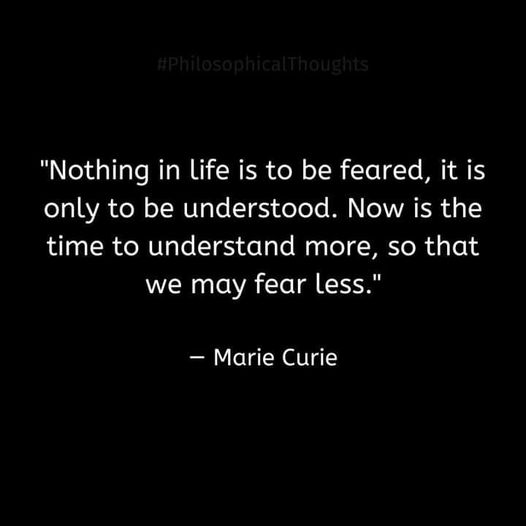 #PhilosophicalThoughts
"Nothing in life is to be feared, it is
only to be understood. Now is the
time to understand more, so that
we may fear less."
— Marie Curie